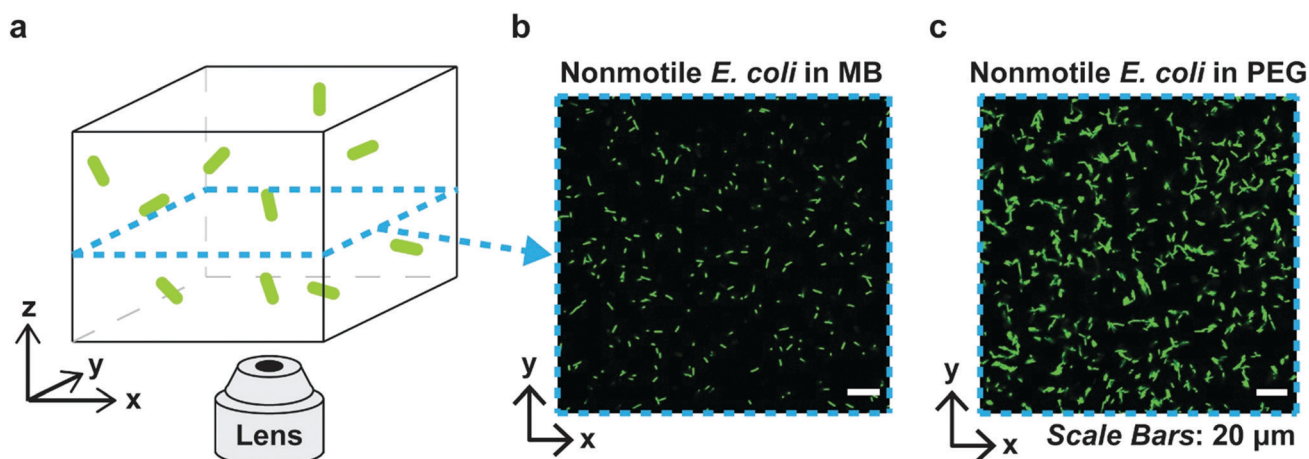 a
z
y
x
Lens
b
Nonmotile E. coli in MB
y
x
c
Nonmotile E. coli in PEG
y
x
Scale Bars: 20 μm